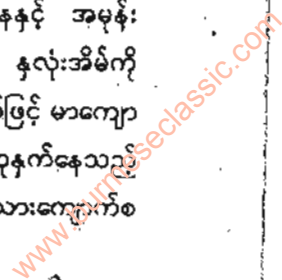 နေနှင့် အမုန်း
နှလုံးအိမ်ကို
ဖြင့် မာကျော
နှက်နေသည့်
သားကျောက်စ
www.burmeseclassic.com